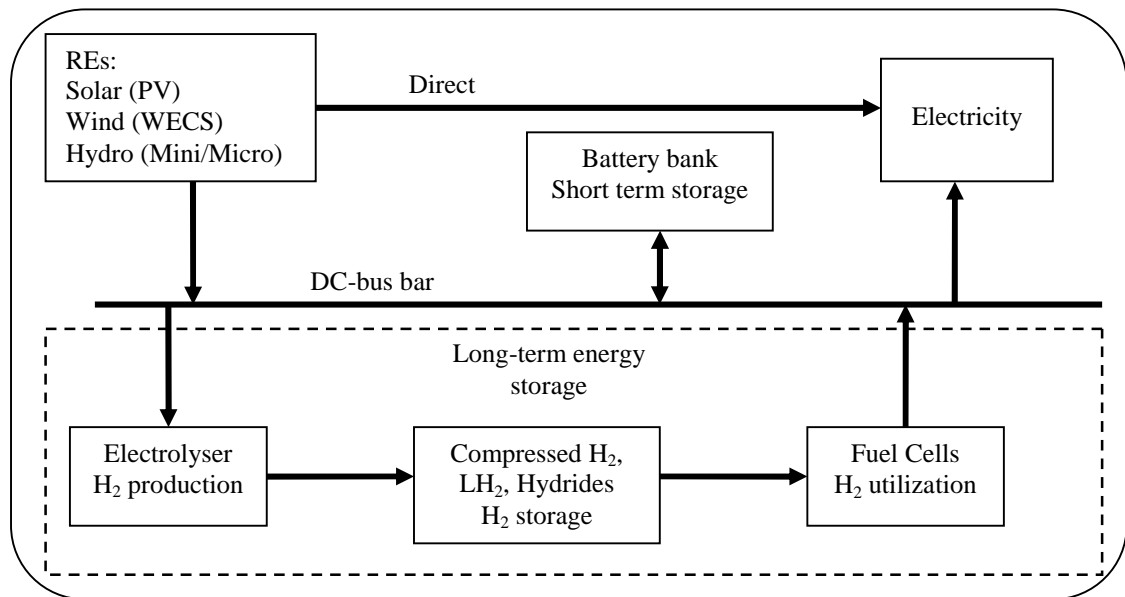 REs:
Solar (PV)
Wind (WECS)
Hydro (Mini/Micro)
Direct
Electricity
Battery bank
Short term storage
DC-bus bar
Long-term energy
storage
Electrolyser
H₂ production
Compressed H₂,
LH₂, Hydrides
H₂ storage
Fuel Cells
H₂ utilization